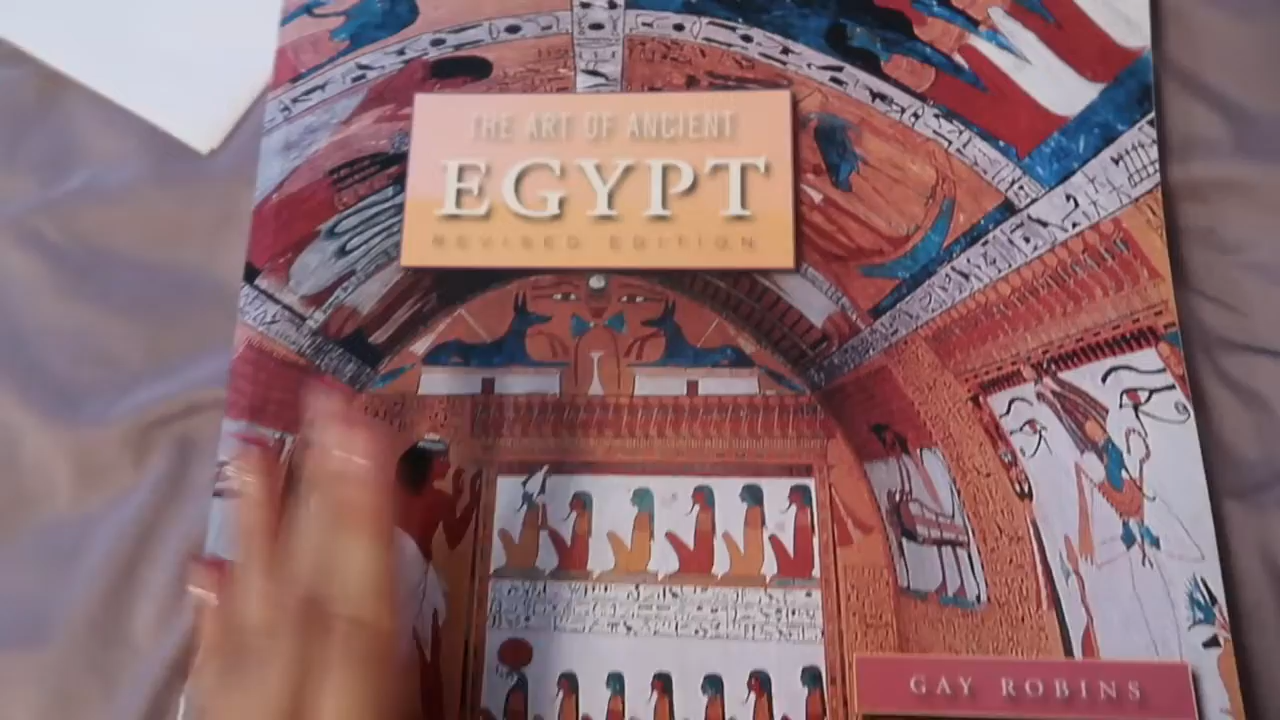 THE ART OF ANCIENT
EGYPT
REVISED EDITION
GAY ROBINS